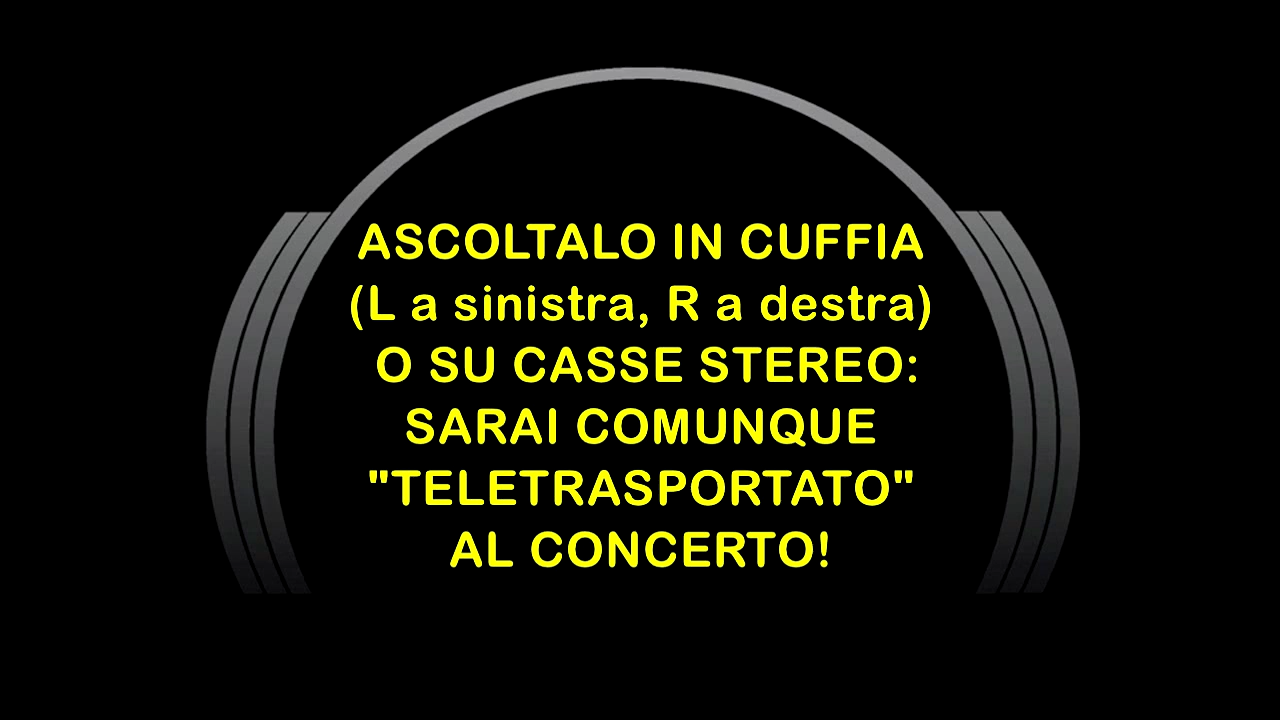 ASCOLTALO IN CUFFIA
(L a sinistra, R a destra)
O SU CASSE STEREO:
SARAI COMUNQUE
"TELETRASPORTATO"
AL CONCERTO!